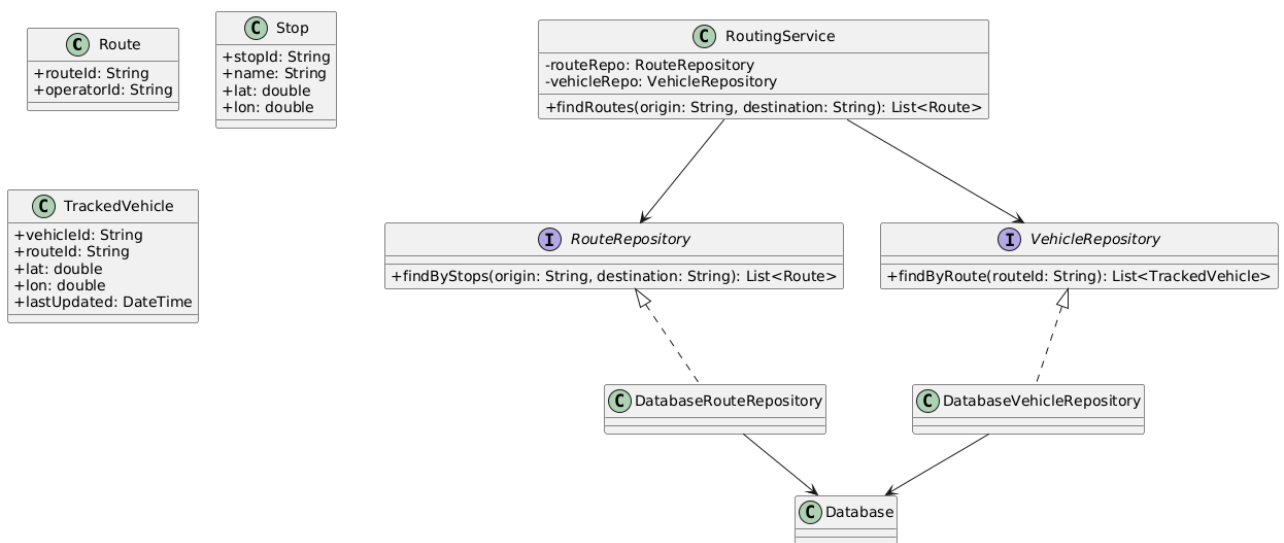 C Route
+routeId: String
+operatorId: String
C Stop
+stopId: String
+name: String
+lat: double
+lon: double
C RoutingService
-routeRepo: RouteRepository
-vehicleRepo: VehicleRepository
+findRoutes(origin: String, destination: String): List<Route>
C TrackedVehicle
+vehicleId: String
+routeId: String
+lat: double
+lon: double
+lastUpdated: DateTime
I RouteRepository
+findByStops(origin: String, destination: String): List<Route>
I VehicleRepository
+findByRoute(routeId: String): List<TrackedVehicle>
C DatabaseRouteRepository
C DatabaseVehicleRepository
C Database